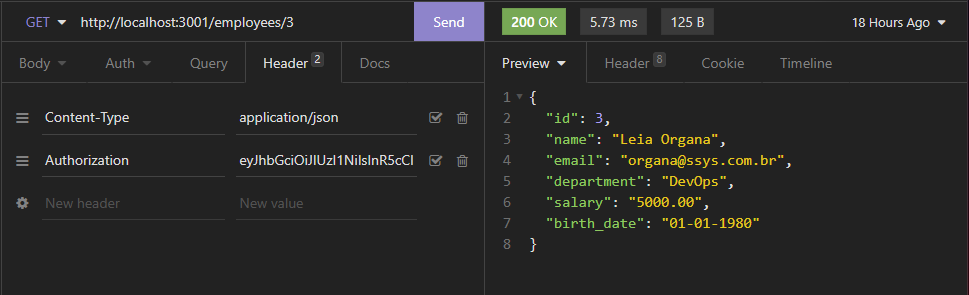 GET http://localhost:3001/employees/3 Send 200 OK 5.73 ms 125 B 18 Hours Ago
Body Auth Query Header 2 Docs Preview Header 8 Cookie Timeline
Content-Type application/json
Authorization eyJhbGciOiJIUzI1NiIsInR5cCI
New header New value
1 {
2 "id": 3,
3 "name": "Leia Organa",
4 "email": "organa@ssys.com.br",
5 "department": "DevOps",
6 "salary": "5000.00",
7 "birth_date": "01-01-1980"
8 }